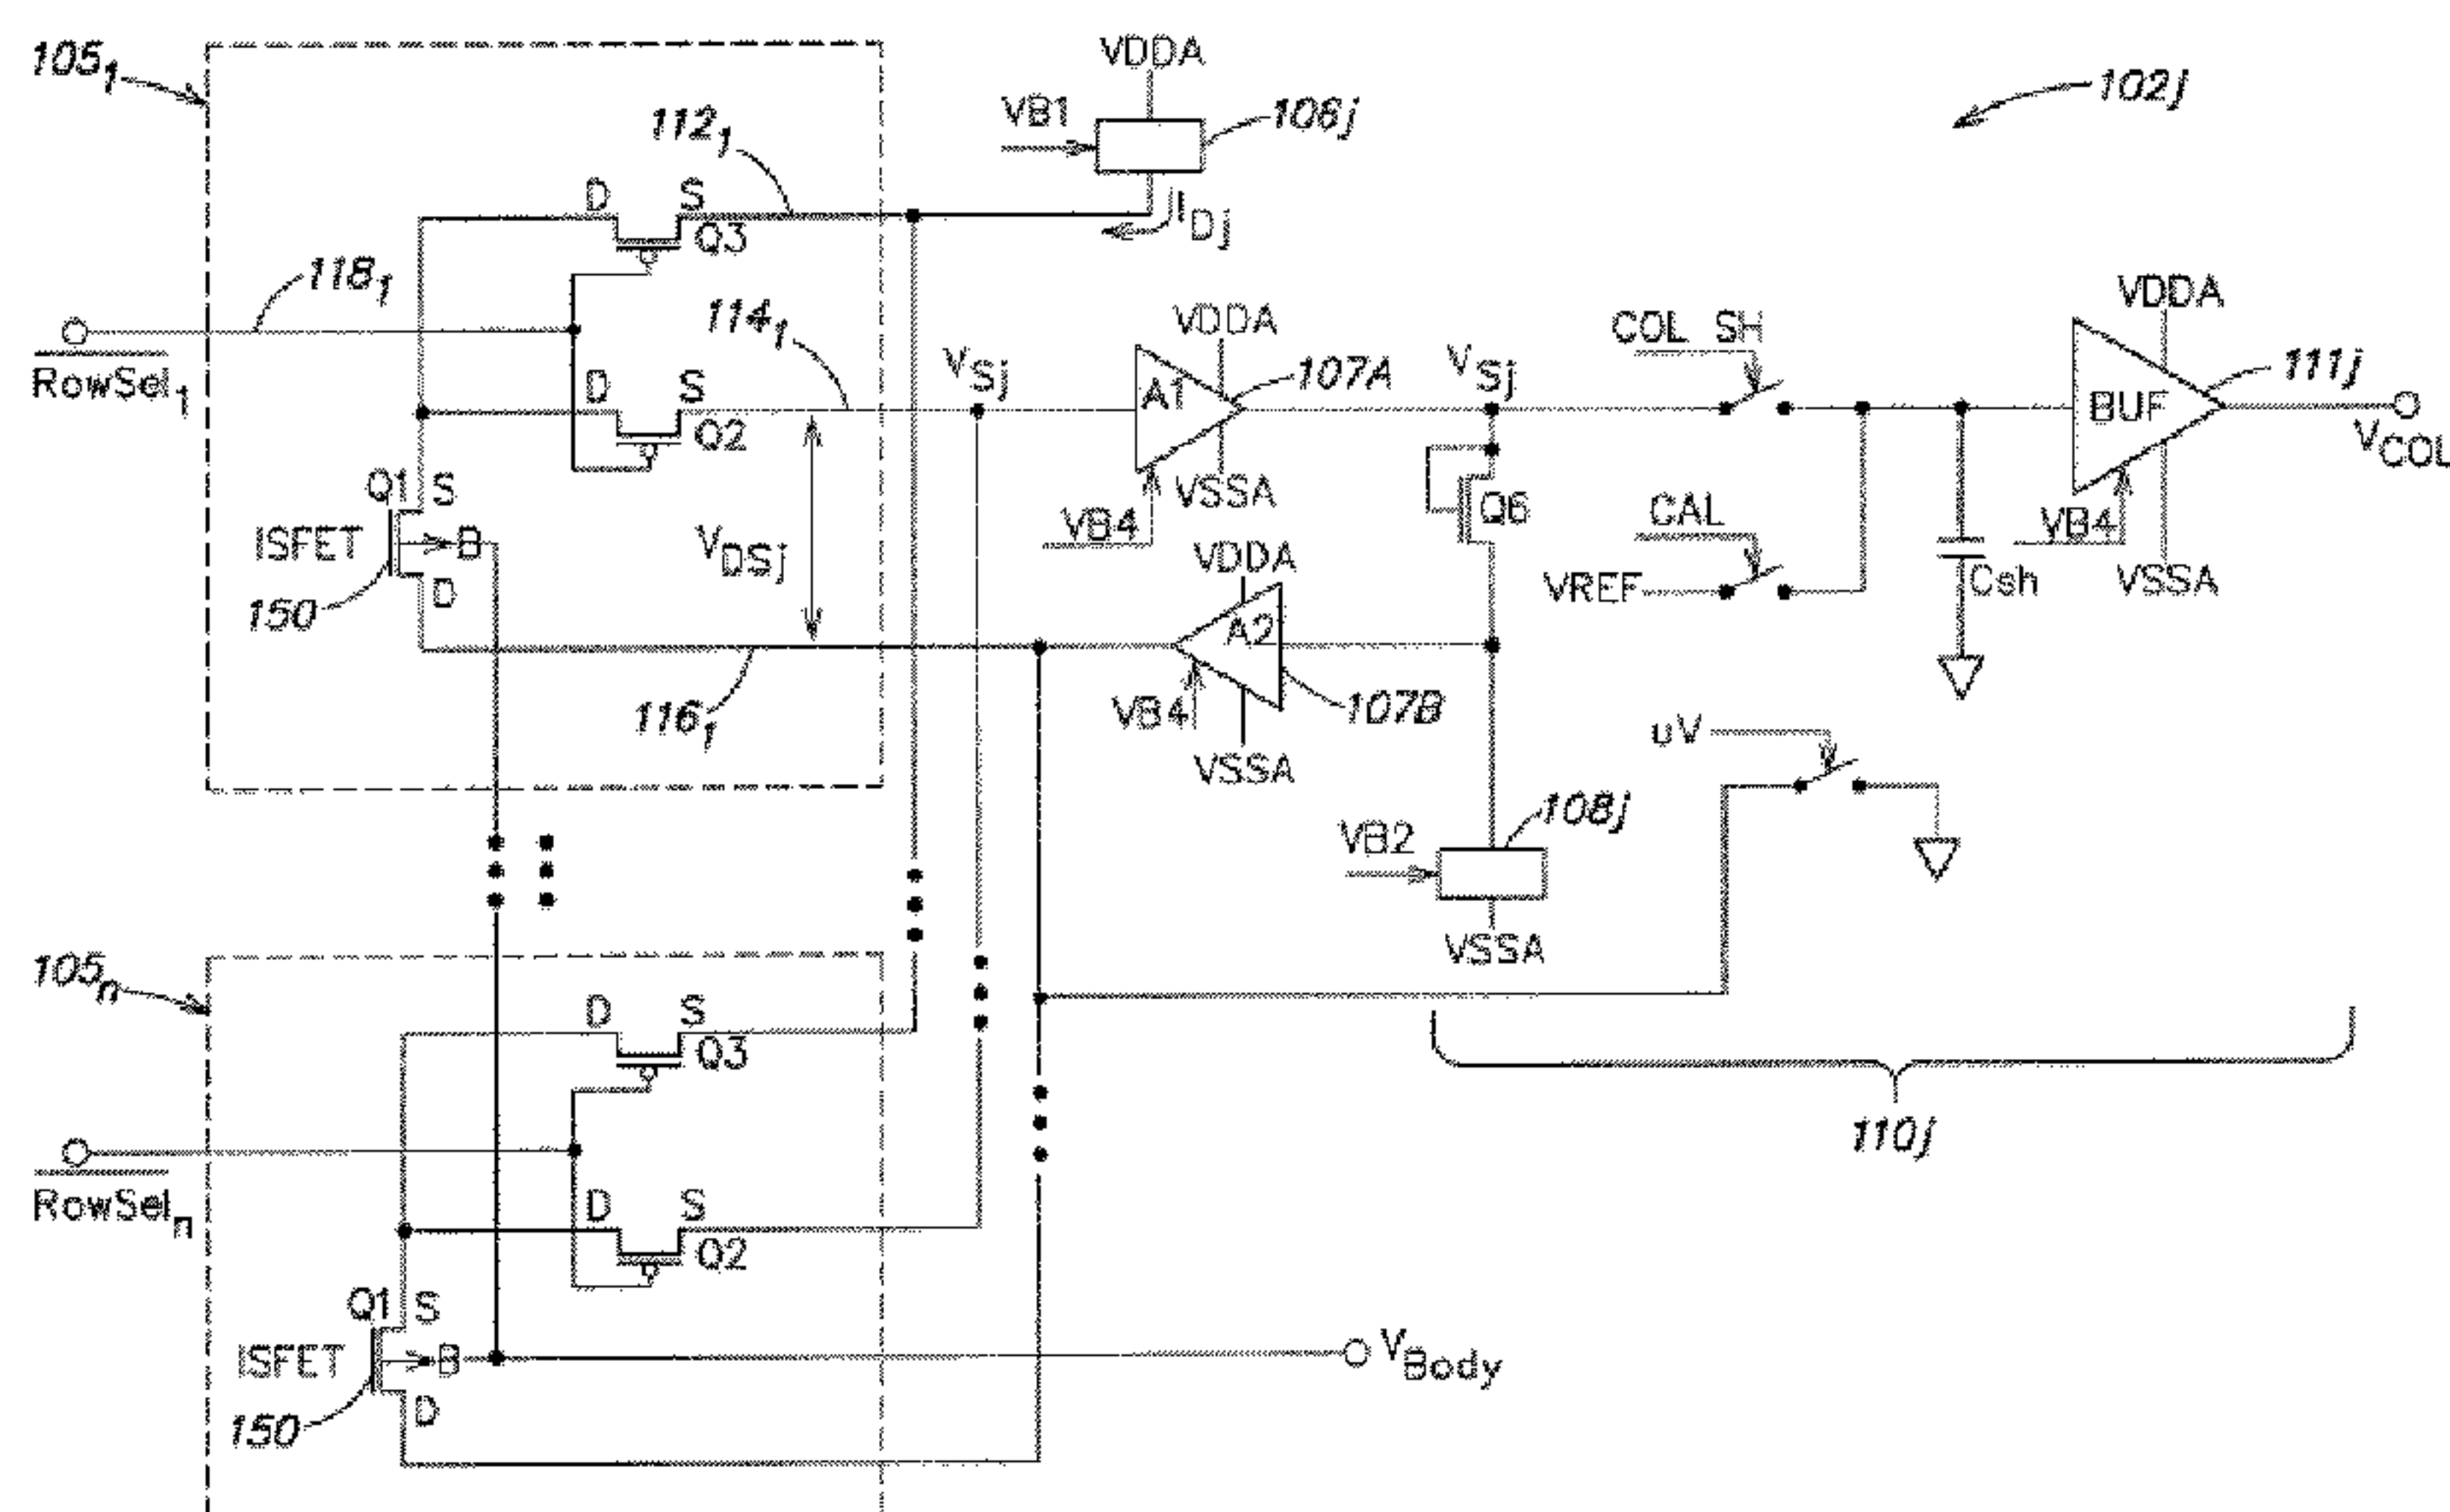 105₁
VDDA
102j
VB1
106j
112₁
D
S
Q3
I_Dj
118₁
114₁
VDDA
COL SH
VDDA
RowSel₁
D
S
Q2
V_Sj
A1
107A
V_Sj
BUF
111j
V_COL
Q1
S
ISFET
B
D
150
V_DSj
VB4
VSSA
Q6
CAL
VB4
VSSA
VREF
Csh
VDDA
A2
107B
VB4
VSSA
116₁
uV
VB2
108j
VSSA
105ₙ
D
S
Q3
110j
RowSelₙ
D
S
Q2
Q1
S
ISFET
B
D
150
V_Body